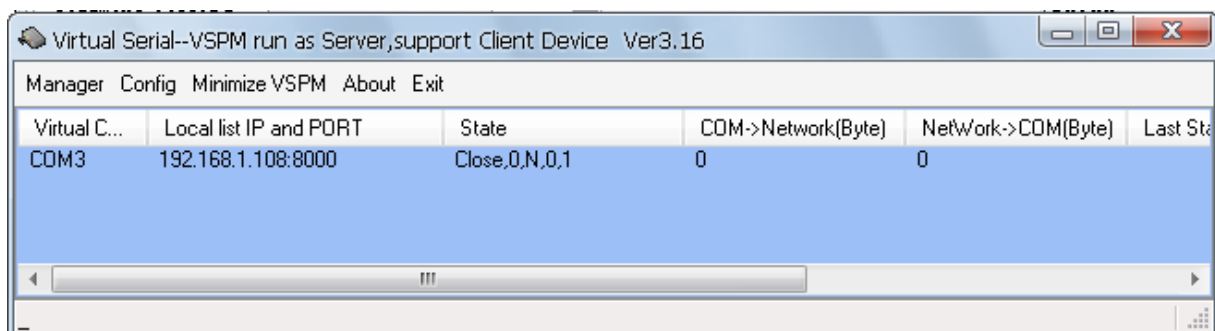 Virtual Serial--VSPM run as Server,support Client Device Ver3.16
Manager Config Minimize VSPM About Exit
Virtual C... Local list IP and PORT State COM->Network(Byte) NetWork->COM(Byte) Last Sta
COM3 192.168.1.108:8000 Close,0,N,0,1 0 0